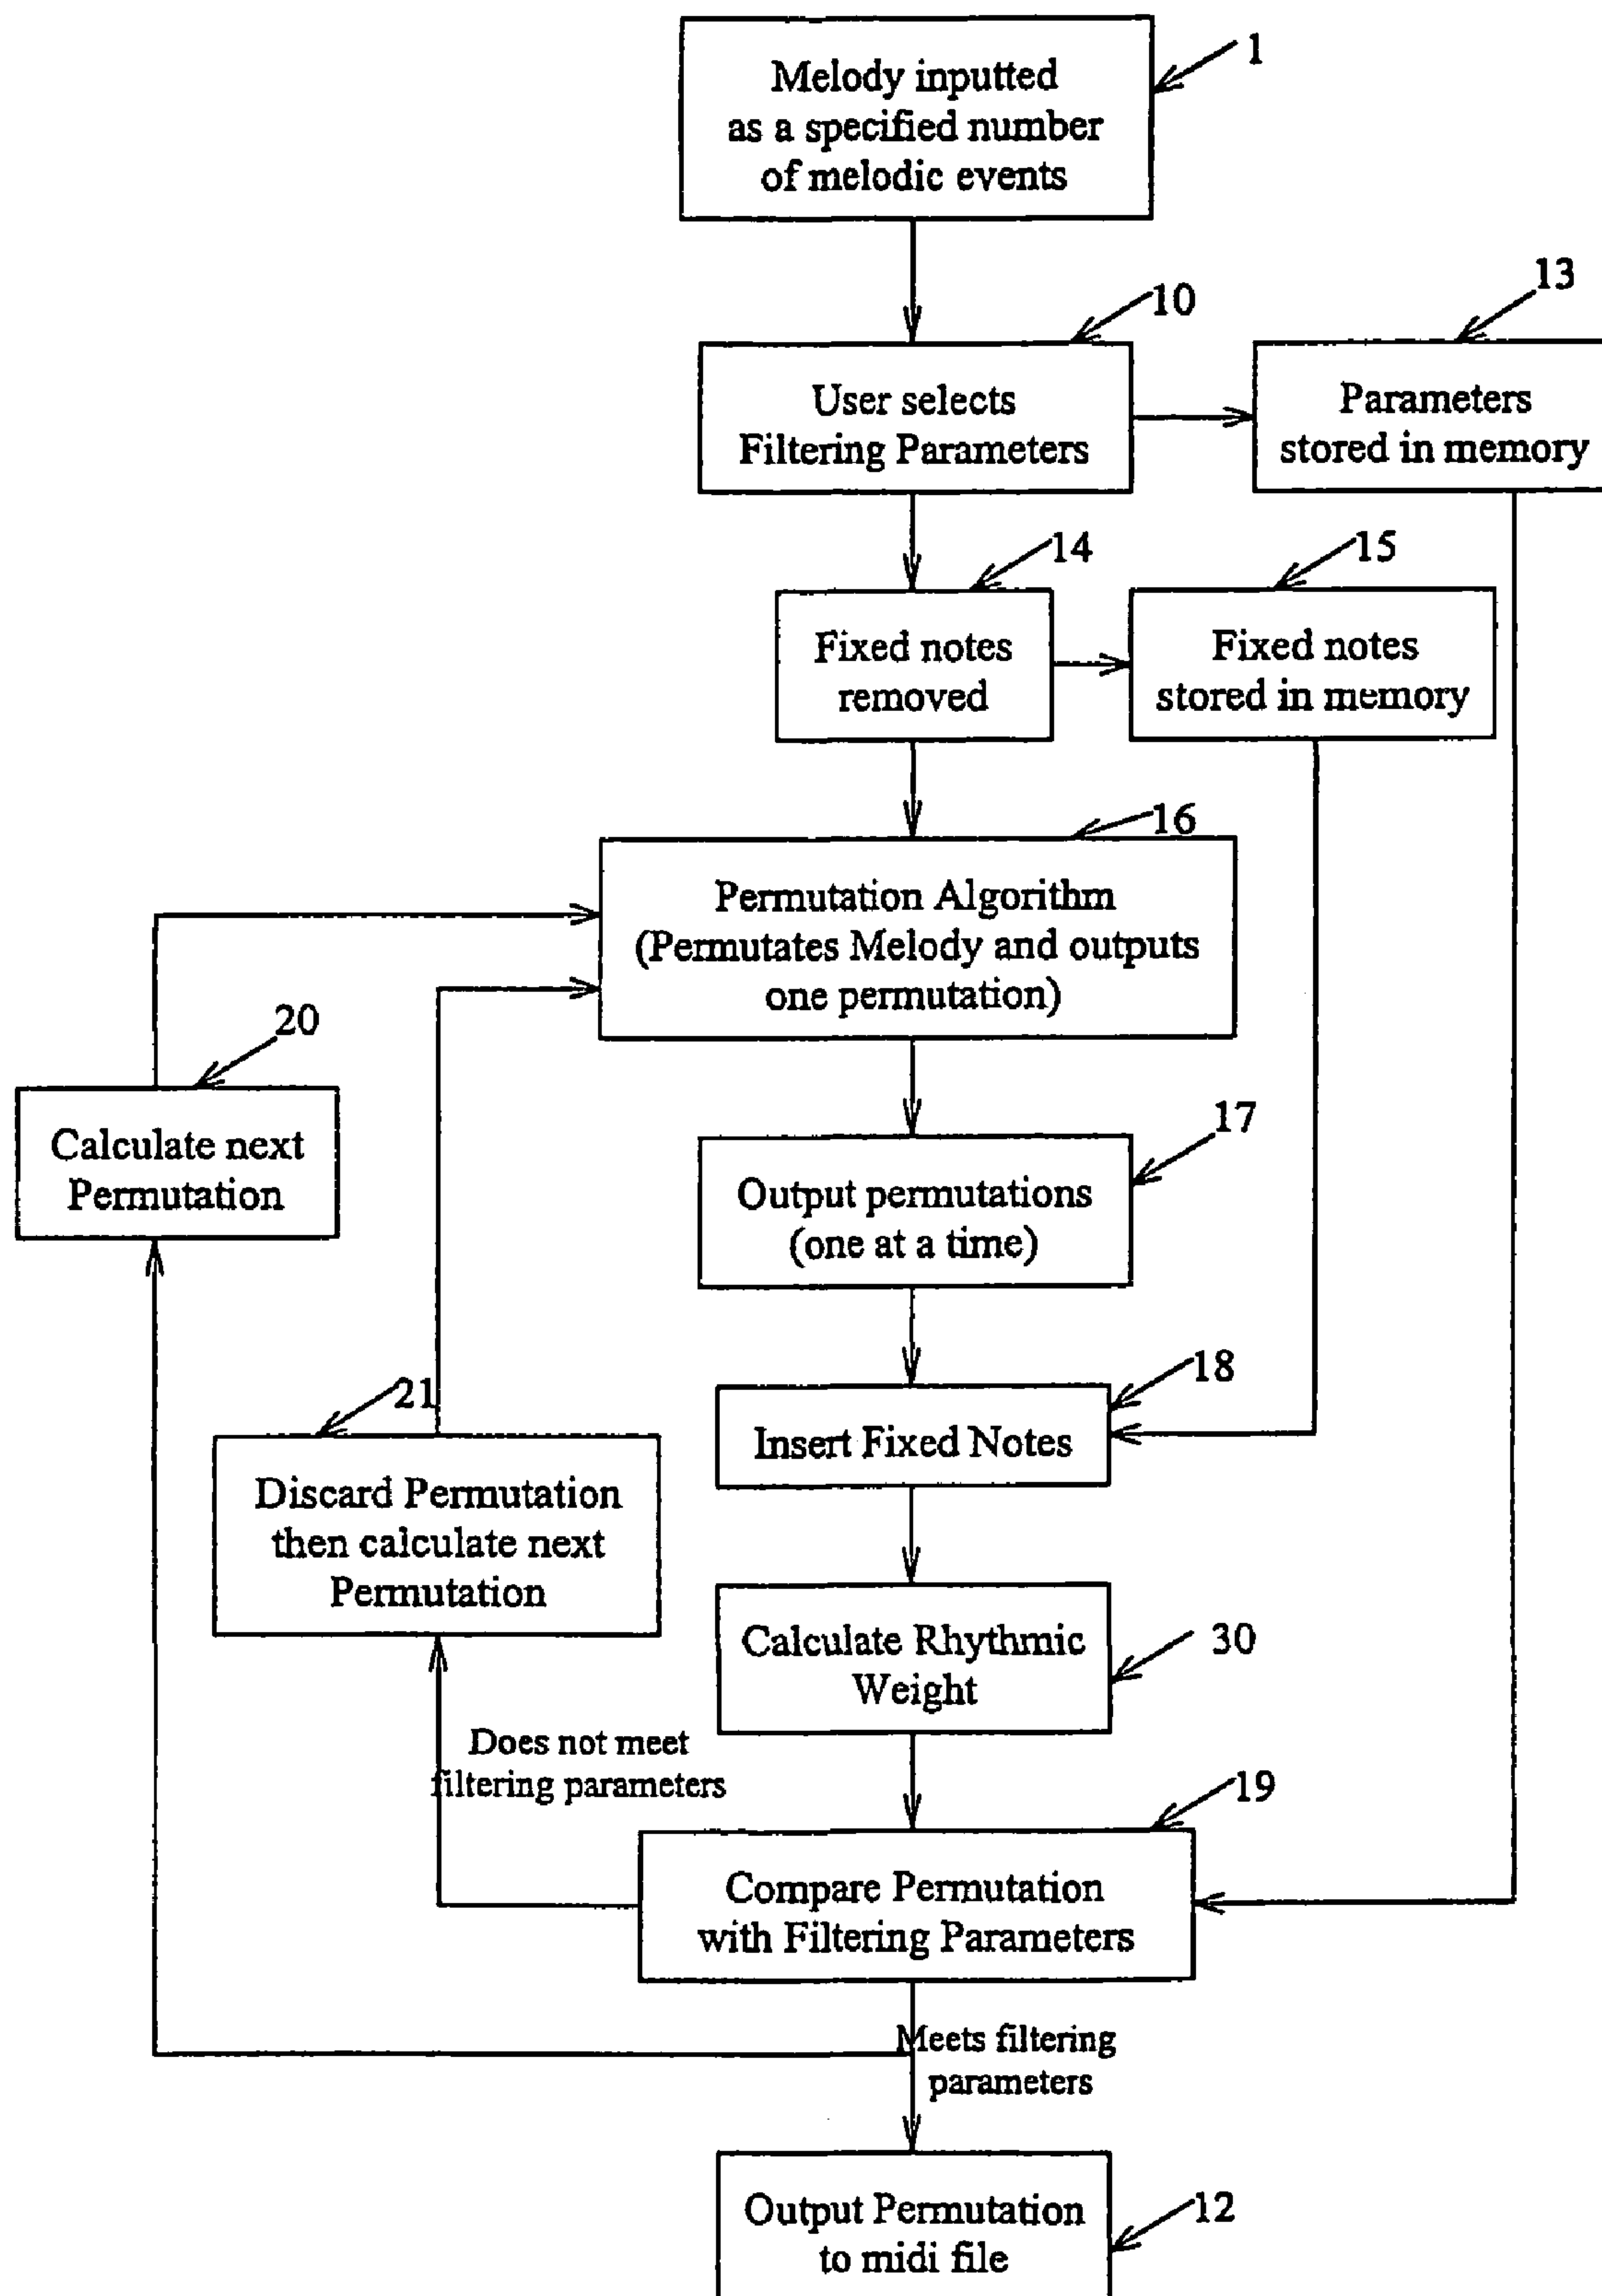 1
Melody inputted
as a specified number
of melodic events
10
13
User selects
Filtering Parameters
Parameters
stored in memory
14
15
Fixed notes
removed
Fixed notes
stored in memory
16
Permutation Algorithm
(Permutates Melody and outputs
one permutation)
20
Calculate next
Permutation
17
Output permutations
(one at a time)
18
Insert Fixed Notes
21
Discard Permutation
then calculate next
Permutation
30
Calculate Rhythmic
Weight
Does not meet
filtering parameters
19
Compare Permutation
with Filtering Parameters
Meets filtering
parameters
12
Output Permutation
to midi file